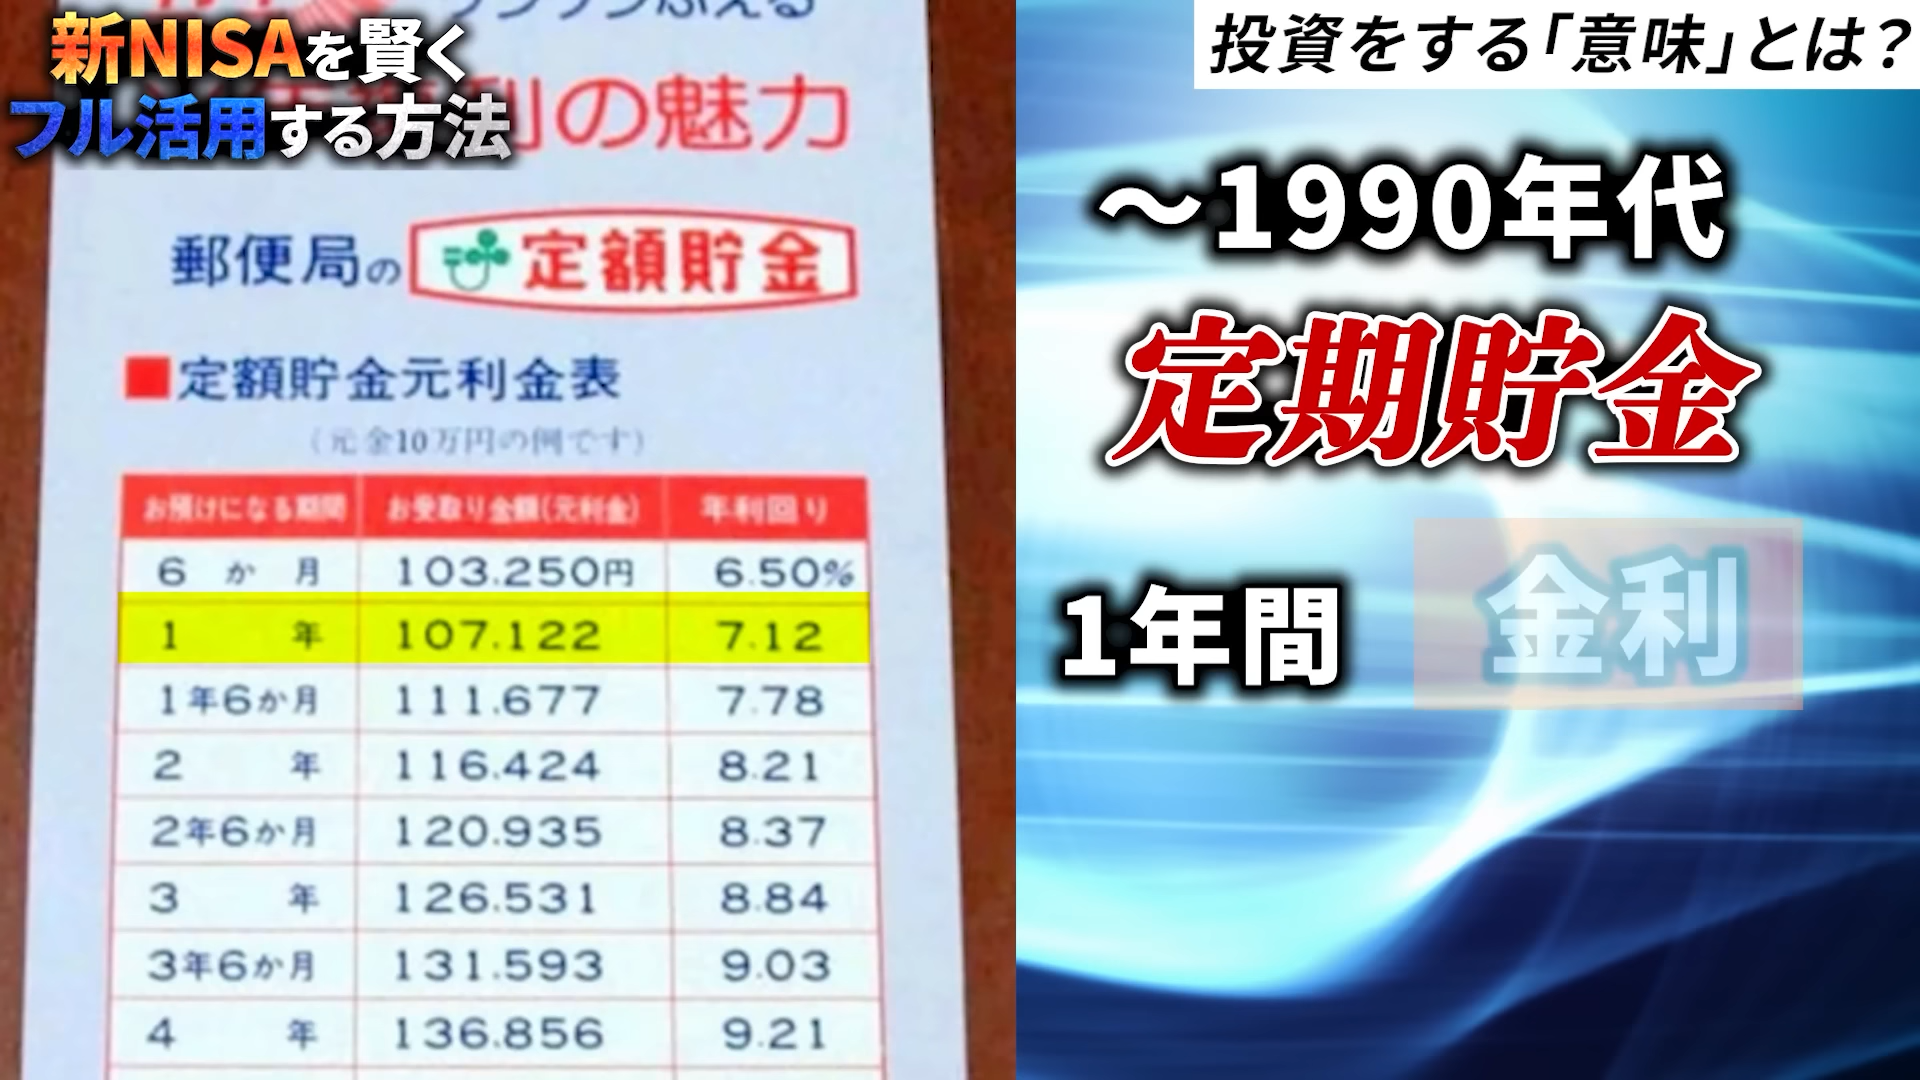 新NISAを賢く
フル活用する方法
利の魅力
郵便局の定額貯金
■定額貯金元利金表
(元金10万円の例です)
お預けになる期間 お受取り金額(元利金) 年利回り
6か月 103.250円 6.50%
1年 107.122 7.12
1年6か月 111.677 7.78
2年 116.424 8.21
2年6か月 120.935 8.37
3年 126.531 8.84
3年6か月 131.593 9.03
4年 136.856 9.21
投資をする「意味」とは?
～1990年代
定期貯金
1年間 金利